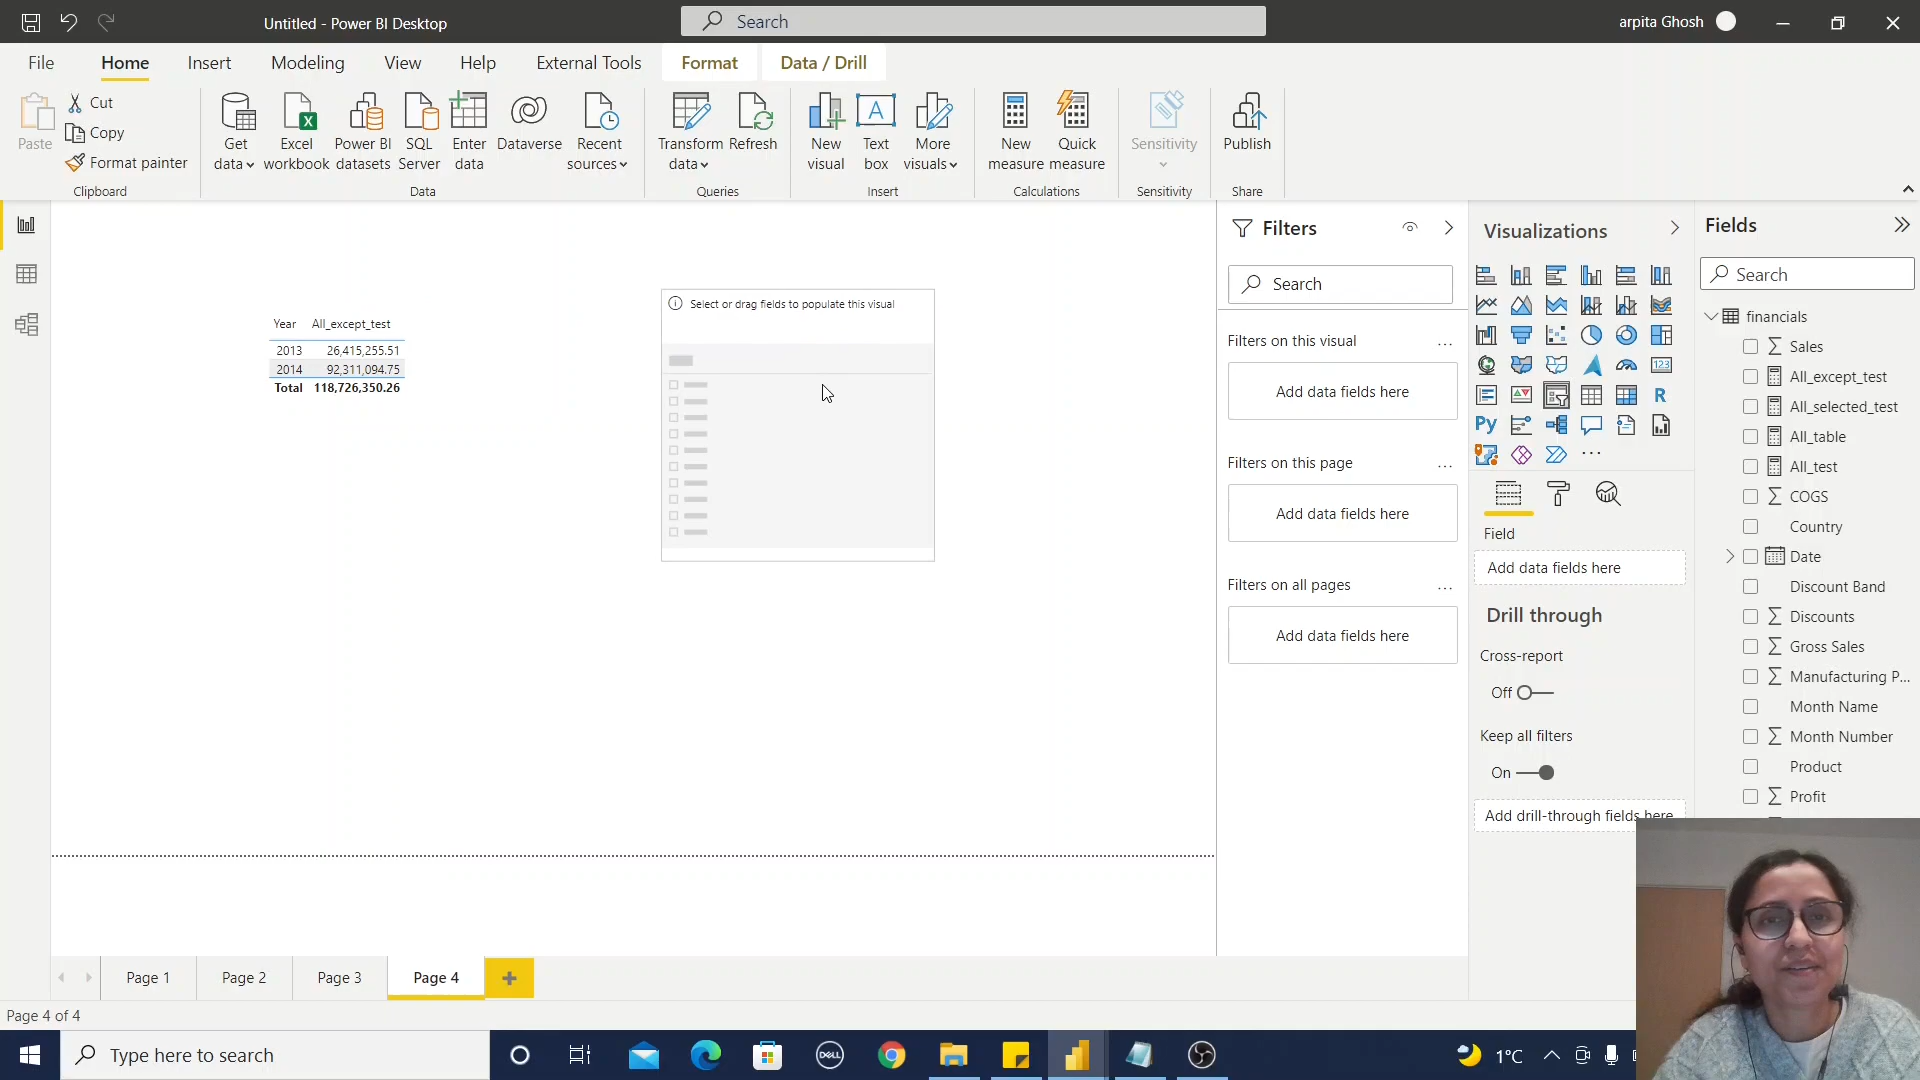 Untitled - Power BI Desktop
Search
arpita Ghosh
File
Home
Insert
Modeling
View
Help
External Tools
Format
Data / Drill
Paste
Cut
Copy
Format painter
Clipboard
Get data
Excel workbook
Power BI datasets
SQL Server
Enter data
Dataverse
Recent sources
Data
Transform data
Refresh
Queries
New visual
Text box
More visuals
Insert
New measure
Quick measure
Calculations
Sensitivity
Sensitivity
Publish
Share
Year All_except_test
2013 26,415,255.51
2014 92,311,094.75
Total 118,726,350.26
Select or drag fields to populate this visual
Filters
Search
Filters on this visual
...
Add data fields here
Filters on this page
...
Add data fields here
Filters on all pages
...
Add data fields here
Visualizations
123
R
Py
...
Field
Add data fields here
Drill through
Cross-report
Off
Keep all filters
On
Add drill-through fields here
Fields
Search
financials
Sales
All_except_test
All_selected_test
All_table
All_test
COGS
Country
Date
Discount Band
Discounts
Gross Sales
Manufacturing P...
Month Name
Month Number
Product
Profit
Page 1
Page 2
Page 3
Page 4
+
Page 4 of 4
Type here to search
DELL
1°C